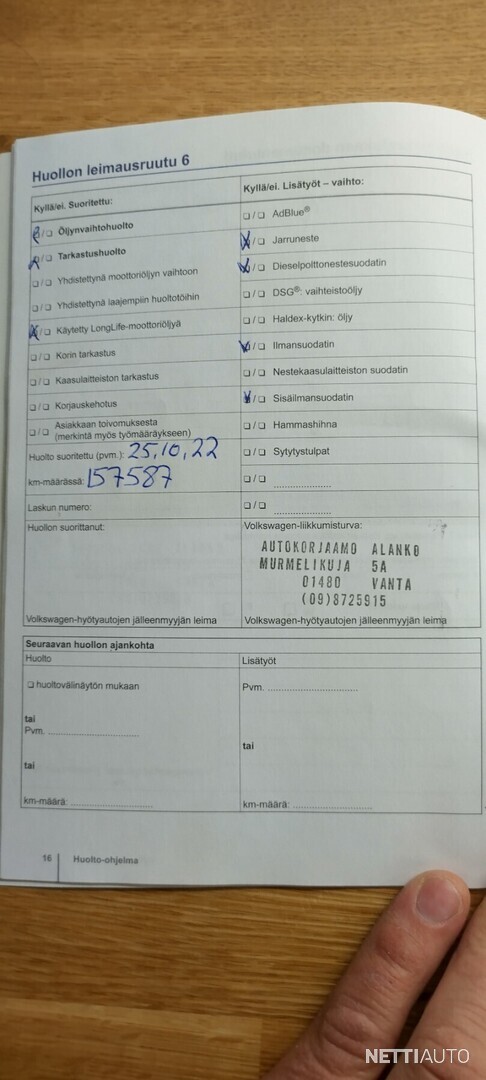 Huollon leimausruutu 6
Kyllä/ei. Suoritettu:
Öljynvaihtohuolto
Tarkastushuolto
Yhdistettynä moottoriöljyn vaihtoon
Yhdistettynä laajempiin huoltotöihin
Käytetty LongLife-moottoriöljyä
Korin tarkastus
Kaasulaitteiston tarkastus
Korjauskehotus
Asiakkaan toivomuksesta
(merkintä myös työmääräykseen)
Huolto suoritettu (pvm.): 25.10.22
km-määrässä: 157587
Laskun numero:
Huollon suorittanut:
Volkswagen-hyötyautojen jälleenmyyjän leima
Kyllä/ei. Lisätyöt – vaihto:
AdBlue®
Jarruneste
Dieselpolttonestesuodatin
DSG®: vaihteistoöljy
Haldex-kytkin: öljy
Ilmansuodatin
Nestekaasulaitteiston suodatin
Sisäilmansuodatin
Hammashihna
Sytytystulpat
Volkswagen-liikkumisturva:
AUTOKORJAAMO ALANKO
MURMELIKUJA 5A
01480 VANTA
(09)8725915
Volkswagen-hyötyautojen jälleenmyyjän leima
Seuraavan huollon ajankohta
Huolto
huoltovälinäytön mukaan
tai
Pvm.
tai
km-määrä:
Lisätyöt
Pvm.
tai
km-määrä:
16 Huolto-ohjelma
NETTIAUTO